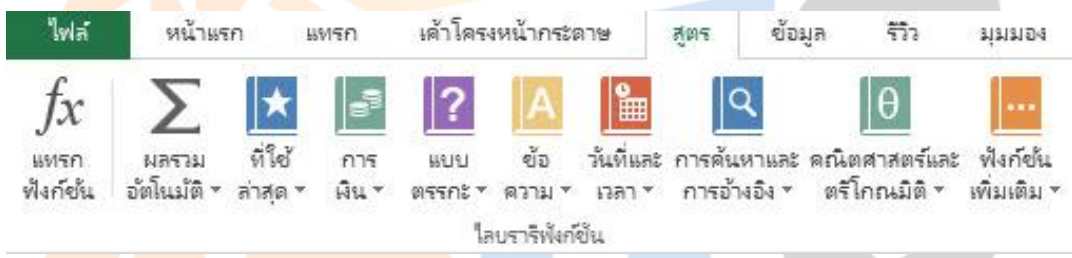 ไฟล์ หน้าแรก แทรก เค้าโครงหน้ากระดาษ สูตร ข้อมูล รีวิว มุมมอง
fx Σ ? A θ
แทรก ผลรวม ที่ใช้ การ แบบ ข้อ วันที่และ การค้นหาและ คณิตศาสตร์และ ฟังก์ชัน
ฟังก์ชัน อัตโนมัติ ล่าสุด เงิน ตรรกะ ความ เวลา การอ้างอิง ตรีโกณมิติ เพิ่มเติม
ไลบรารีฟังก์ชัน